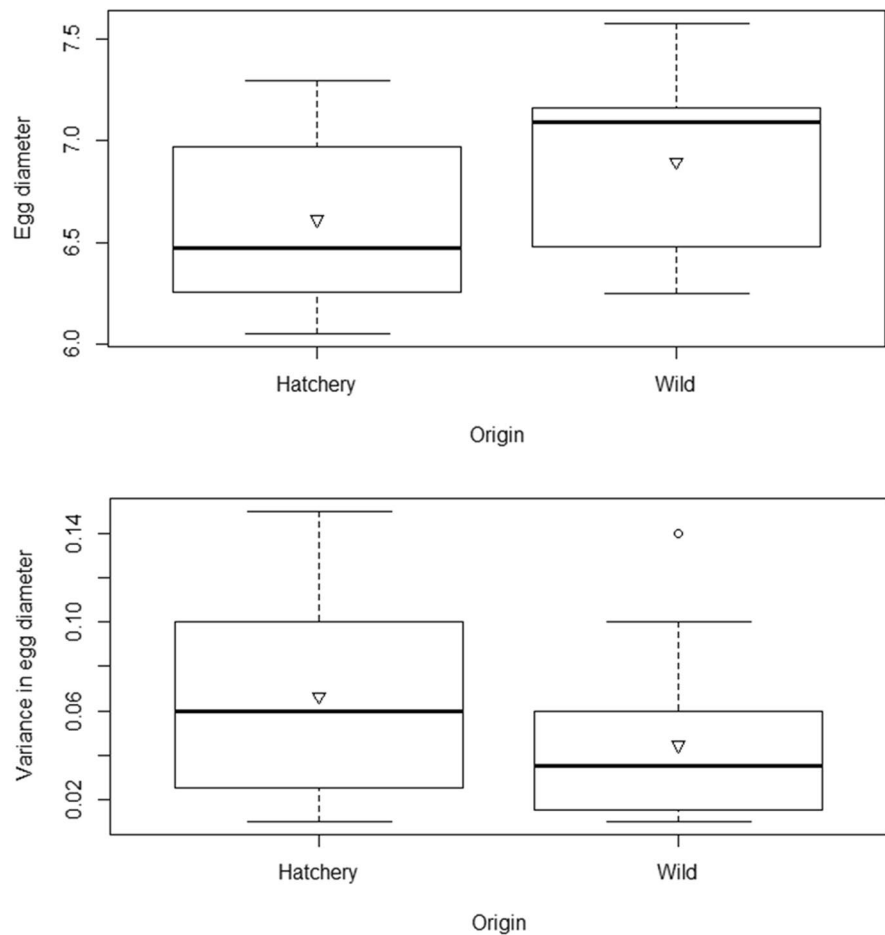 Egg diameter
7.5
7.0
6.5
6.0
Hatchery Wild
Origin
Variance in egg diameter
0.14
0.10
0.06
0.02
Hatchery Wild
Origin